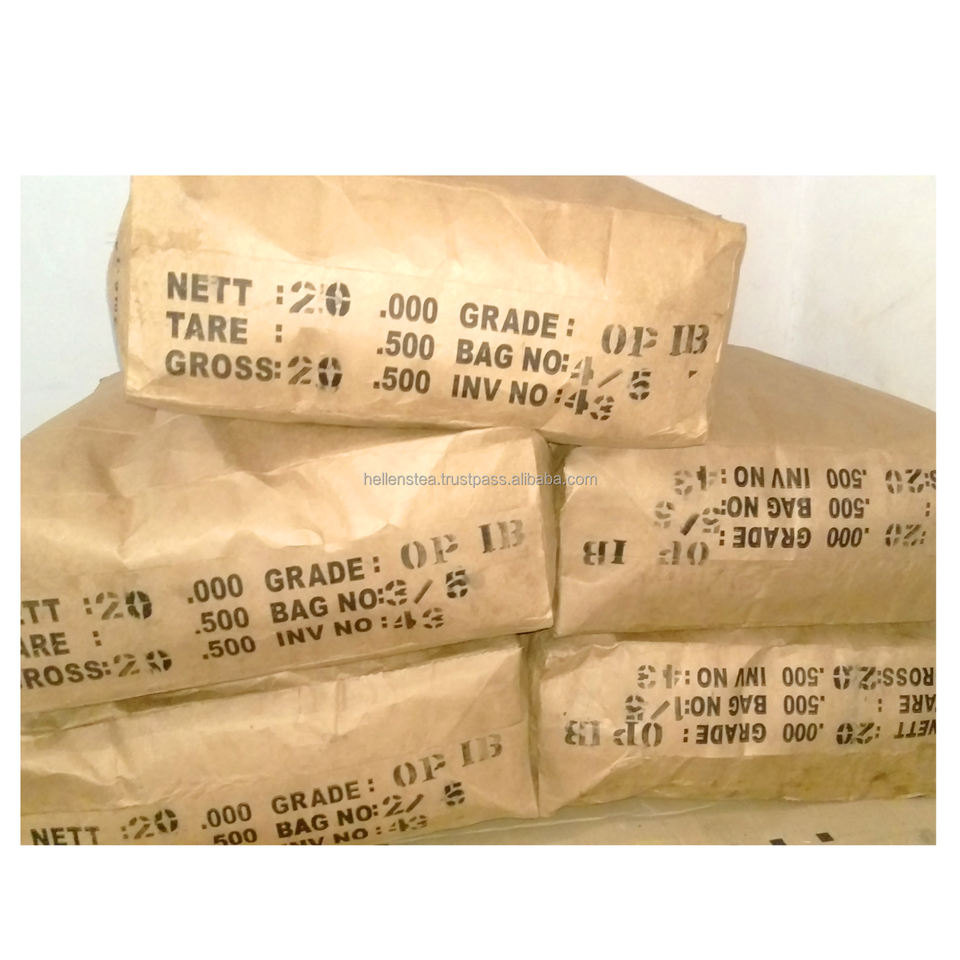 NETT : 20 .000 GRADE : OP IB
TARE : .500 BAG NO: 4/5
GROSS: 20 .500 INV NO : 43
hellenstea.trustpass.alibaba.com
ETT : 20 .000 GRADE : OP IB
ARE : .500 BAG NO: 3/5
ROSS: 20 .500 INV NO : 43
NETT : 20 .000 GRADE : OP IB
.500 BAG NO: 2/5
INV NO : 43
: 20 .000 GRADE : OP IB
: .500 BAG NO: 5/5
S: 20 .500 INV NO : 43
NETT : 20 .000 GRADE : OP IB
TARE : .500 BAG NO: 1/5
ROSS: 20 .500 INV NO : 43